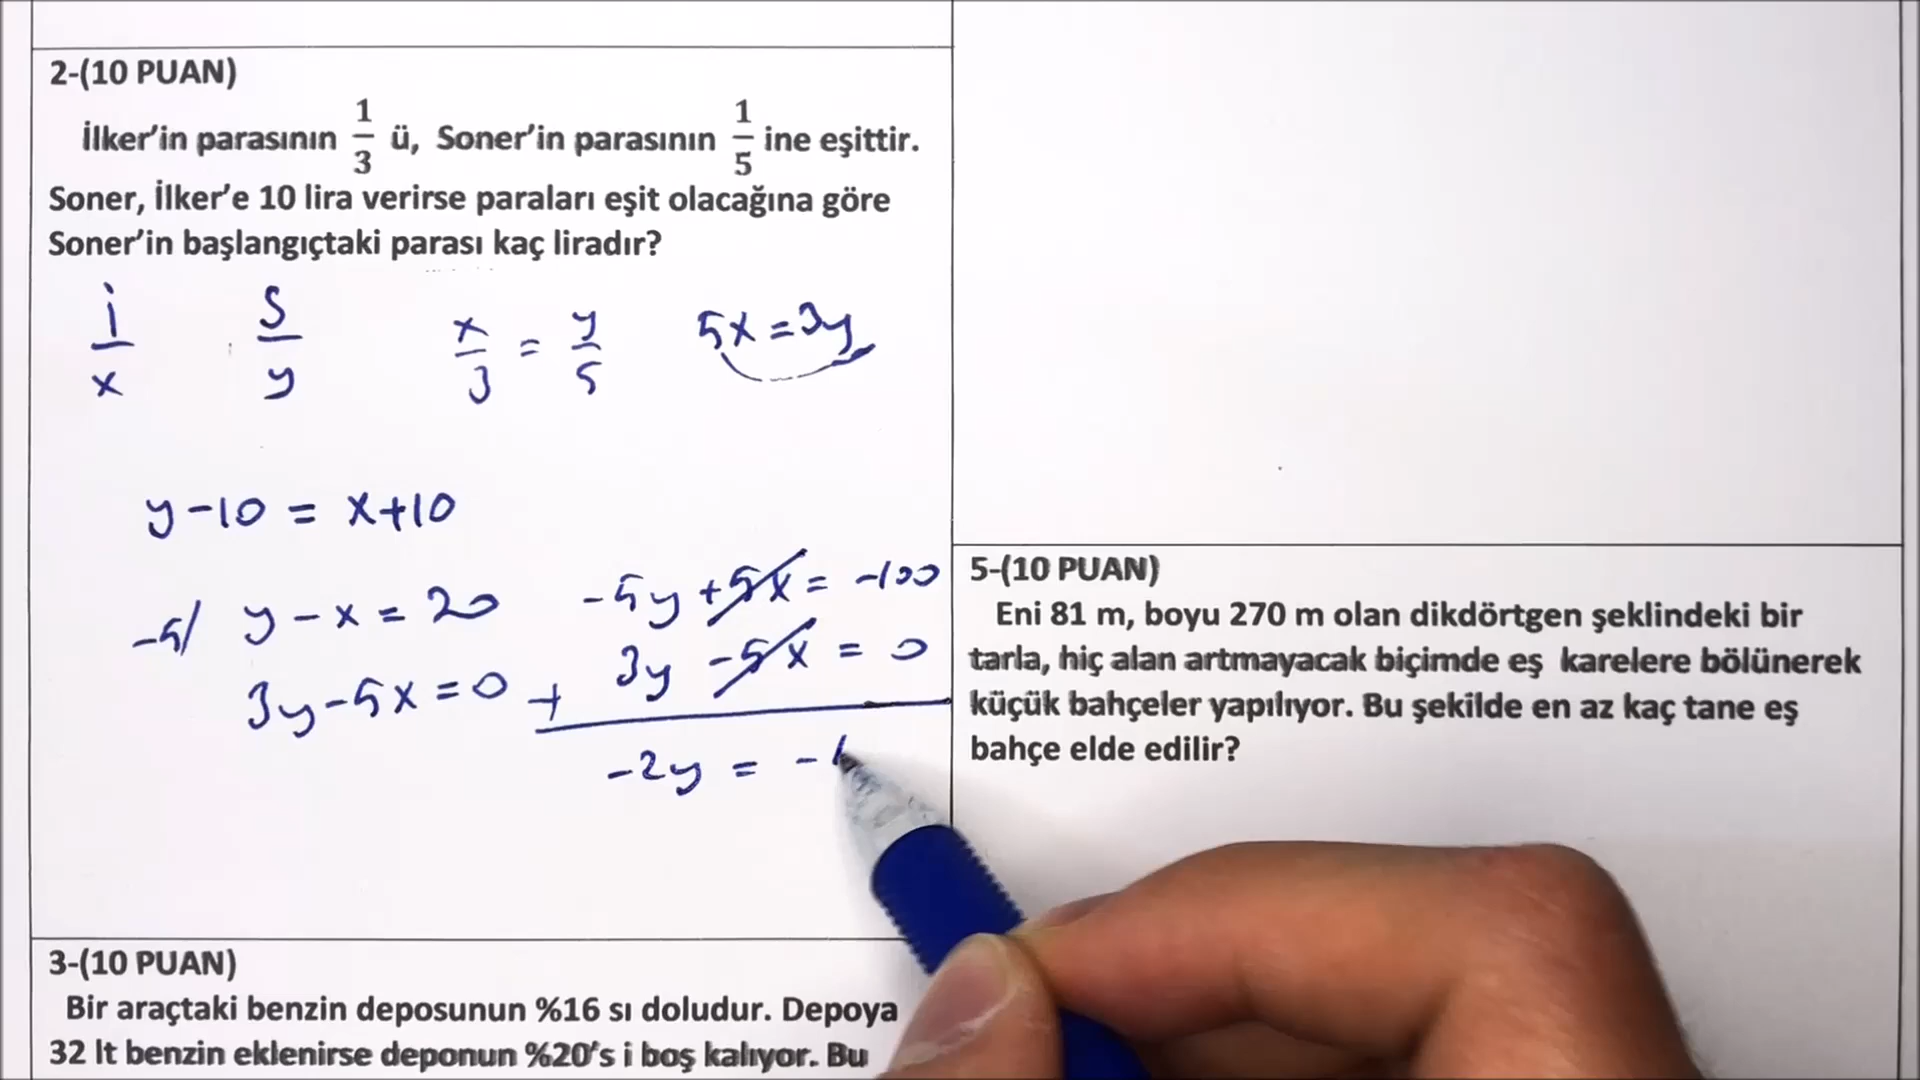 2-(10 PUAN)
İlker’in parasının 1/3 ü, Soner’in parasının 1/5 ine eşittir.
Soner, İlker’e 10 lira verirse paraları eşit olacağına göre
Soner’in başlangıçtaki parası kaç liradır?
i/x S/y x/3 = y/5 5x=3y
y-10 = x+10
-5/ y-x=20 -5y+5x= -100
3y-5x=0 + 3y -5x = 0
-2y = -
3-(10 PUAN)
Bir araçtaki benzin deposunun %16 sı doludur. Depoya
32 lt benzin eklenirse deponun %20’s i boş kalıyor. Bu
5-(10 PUAN)
Eni 81 m, boyu 270 m olan dikdörtgen şeklindeki bir
tarla, hiç alan artmayacak biçimde eş karelere bölünerek
küçük bahçeler yapılıyor. Bu şekilde en az kaç tane eş
bahçe elde edilir?